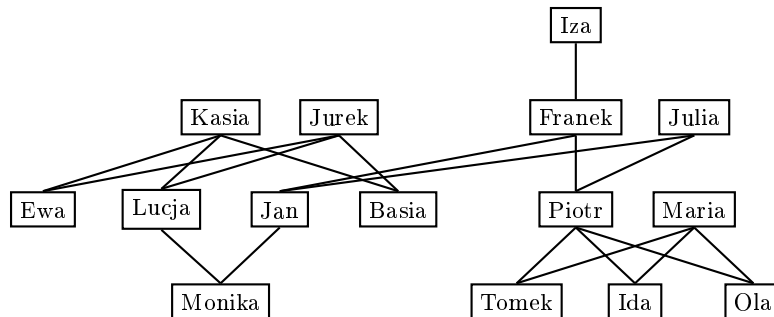 Iza
Kasia Jurek Franek Julia
Ewa Lucja Jan Basia Piotr Maria
Monika Tomek Ida Ola